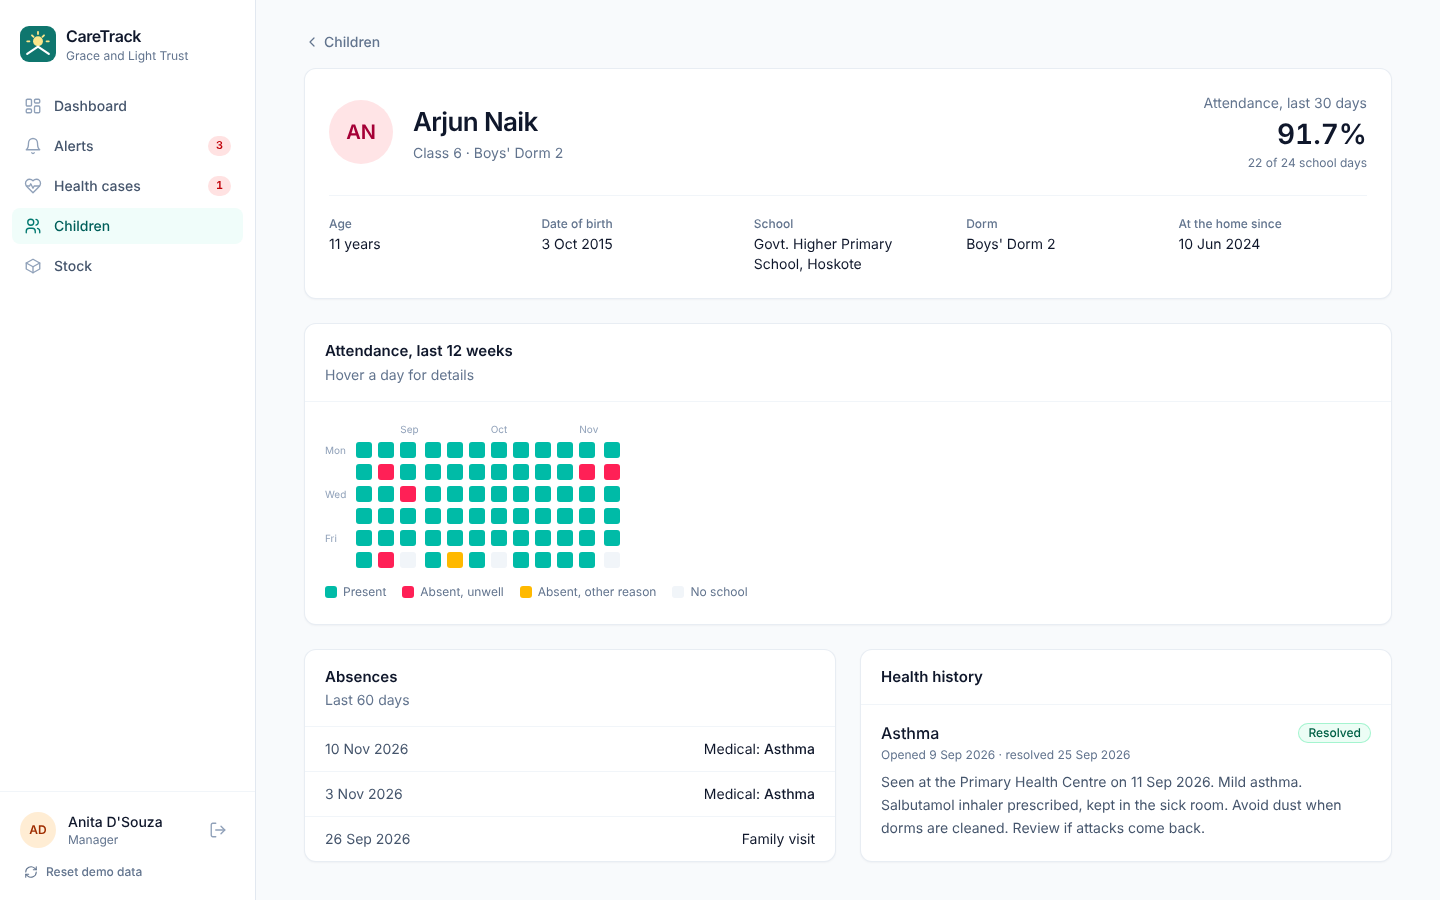 CareTrack
Grace and Light Trust
Dashboard
Alerts 3
Health cases 1
Children
Stock
AD
Anita D'Souza
Manager
Reset demo data
Children
AN
Arjun Naik
Class 6 · Boys' Dorm 2
Attendance, last 30 days
91.7%
22 of 24 school days
Age
11 years
Date of birth
3 Oct 2015
School
Govt. Higher Primary
School, Hoskote
Dorm
Boys' Dorm 2
At the home since
10 Jun 2024
Attendance, last 12 weeks
Hover a day for details
Sep Oct Nov
Mon
Wed
Fri
Present Absent, unwell Absent, other reason No school
Absences
Last 60 days
10 Nov 2026 Medical: Asthma
3 Nov 2026 Medical: Asthma
26 Sep 2026 Family visit
Health history
Asthma Resolved
Opened 9 Sep 2026 · resolved 25 Sep 2026
Seen at the Primary Health Centre on 11 Sep 2026. Mild asthma.
Salbutamol inhaler prescribed, kept in the sick room. Avoid dust when
dorms are cleaned. Review if attacks come back.